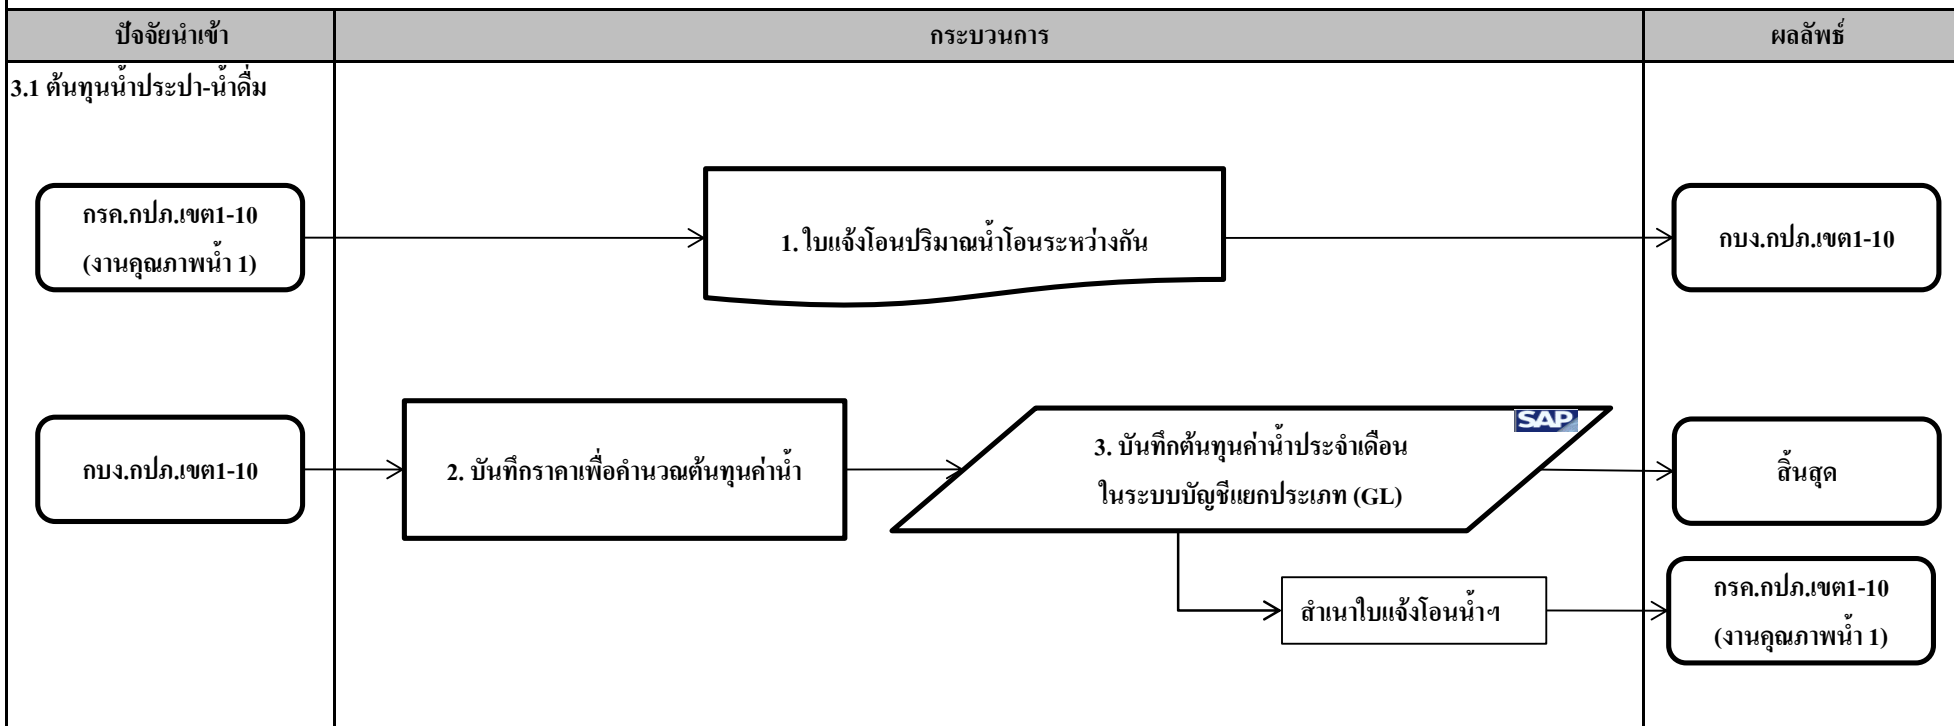 ปัจจัยนำเข้า
กระบวนการ
ผลลัพธ์
3.1 ต้นทุนน้ำประปา-น้ำดื่ม
กรค.กปภ.เขต1-10
(งานคุณภาพน้ำ 1)
1. ใบแจ้งโอนปริมาณน้ำโอนระหว่างกัน
กบง.กปภ.เขต1-10
กบง.กปภ.เขต1-10
2. บันทึกราคาเพื่อคำนวณต้นทุนค่าน้ำ
SAP
3. บันทึกต้นทุนค่าน้ำประจำเดือน
ในระบบบัญชีแยกประเภท (GL)
สิ้นสุด
สำเนาใบแจ้งโอนน้ำฯ
กรค.กปภ.เขต1-10
(งานคุณภาพน้ำ 1)